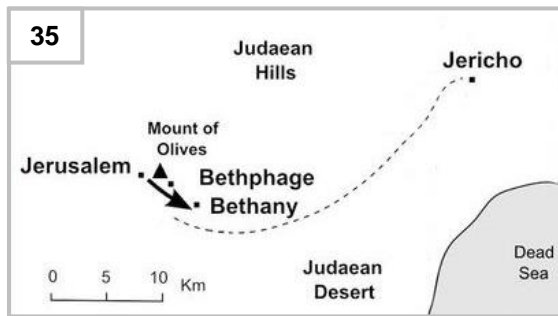 35
Judaean
Hills
Jericho
Mount of
Olives
Jerusalem
Bethphage
Bethany
0 5 10 Km
Judaean
Desert
Dead
Sea